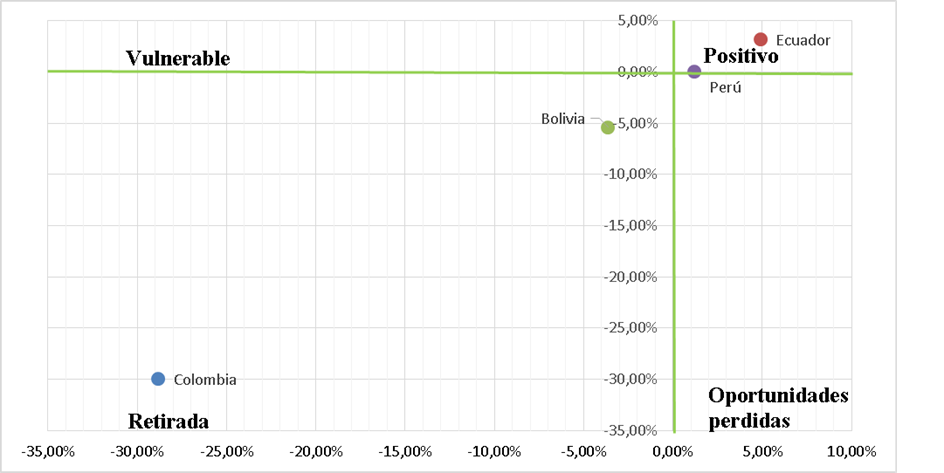 5,00%
Ecuador
Vulnerable
Positivo
0,00%
Perú
Bolivia
-5,00%
-10,00%
-15,00%
-20,00%
-25,00%
-30,00%
Colombia
Oportunidades
perdidas
Retirada
-35,00%
-35,00% -30,00% -25,00% -20,00% -15,00% -10,00% -5,00% 0,00% 5,00% 10,00%